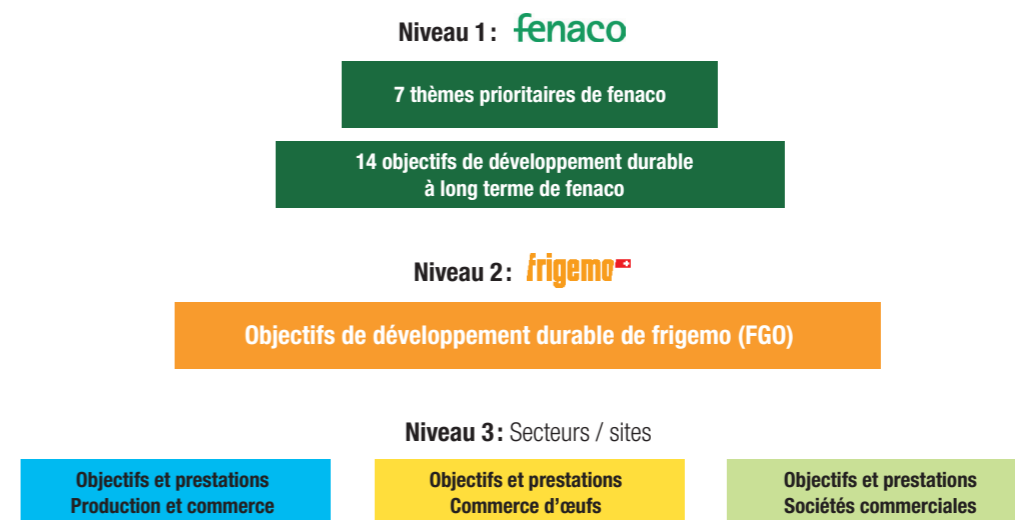 Niveau 1 : fenaco
7 thèmes prioritaires de fenaco
14 objectifs de développement durable
à long terme de fenaco
Niveau 2 : frigemo
Objectifs de développement durable de frigemo (FGO)
Niveau 3 : Secteurs / sites
Objectifs et prestations
Production et commerce
Objectifs et prestations
Commerce d’œufs
Objectifs et prestations
Sociétés commerciales